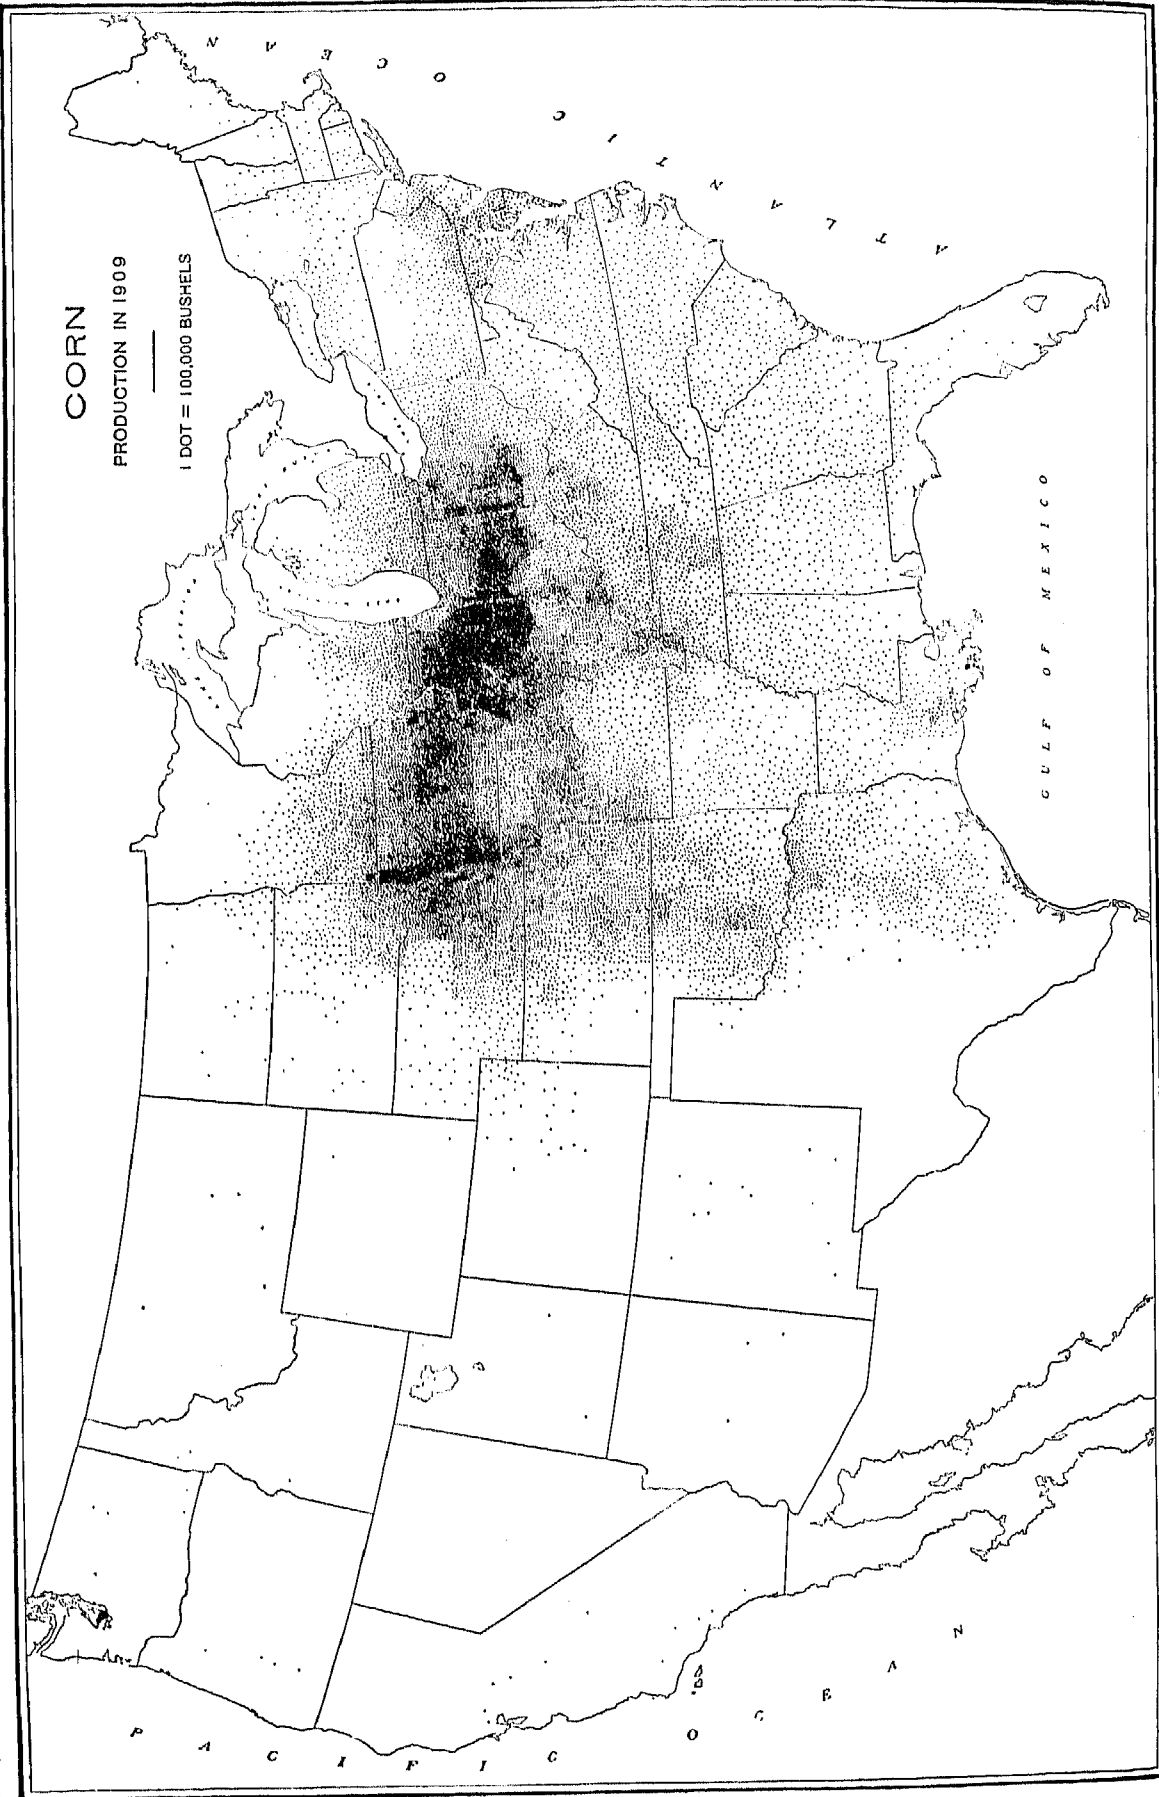 CORN
PRODUCTION IN 1909
1 DOT = 100,000 BUSHELS
ATLANTIC OCEAN
GULF OF MEXICO
PACIFIC OCEAN